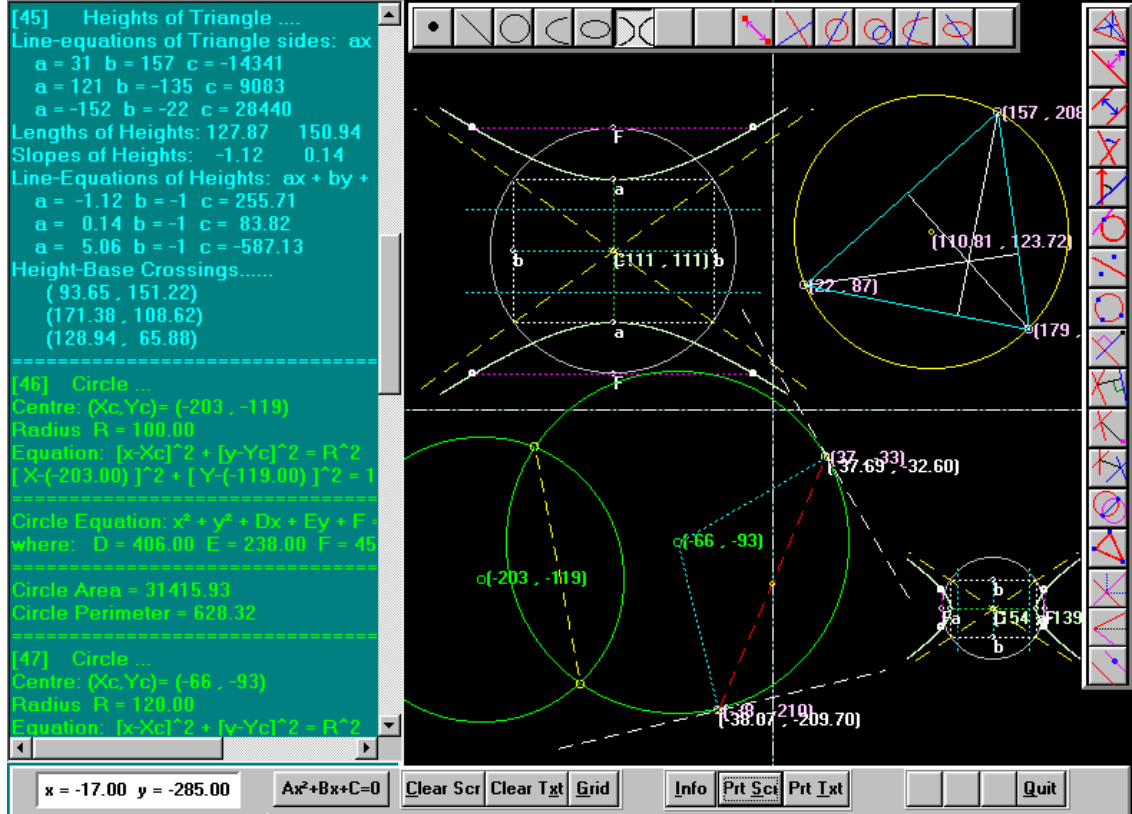 [45]    Heights of Triangle ....
Line-equations of Triangle sides:  ax
a = 31  b = 157  c = -14341
a = 121  b = -135  c = 9083
a = -152  b = -22  c = 28440
Lengths of Heights: 127.87    150.94
Slopes of Heights:   -1.12      0.14
Line-Equations of Heights:  ax + by +
a =  -1.12  b = -1  c = 255.71
a =   0.14  b = -1  c = 83.82
a =   5.06  b = -1  c = -587.13
Height-Base Crossings......
( 93.65 , 151.22)
(171.38 , 108.62)
(128.94 ,  65.88)
==================================
[46]   Circle ...
Centre: (Xc,Yc)= (-203 , -119)
Radius  R = 100.00
Equation:  [x-Xc]^2 + [y-Yc]^2 = R^2
[ X-(-203.00) ]^2 + [ Y-(-119.00) ]^2 = 1
==================================
Circle Equation: x² + y² + Dx + Ey + F =
where:   D = 406.00  E = 238.00  F = 45
==================================
Circle Area = 31415.93
Circle Perimeter = 628.32
==================================
[47]   Circle ...
Centre: (Xc,Yc)= (-66 , -93)
Radius  R = 120.00
Equation:  [x-Xc]^2 + [y-Yc]^2 = R^2
F
a
b
C
-111 , 111)
b
a
F
(157 , 208
(110.81 , 123.72)
(22 , 87)
(179 ,
(37 , -33)
(37.69 , -32.60)
(-66 , -93)
(-203 , -119)
(-38 , -210)
(-38.07 , -209.70)
b
F
a
C
154
F
139
b
x = -17.00  y = -285.00
Ax²+Bx+C=0
Clear Scr
Clear Txt
Grid
Info
Prt Scr
Prt Txt
Quit